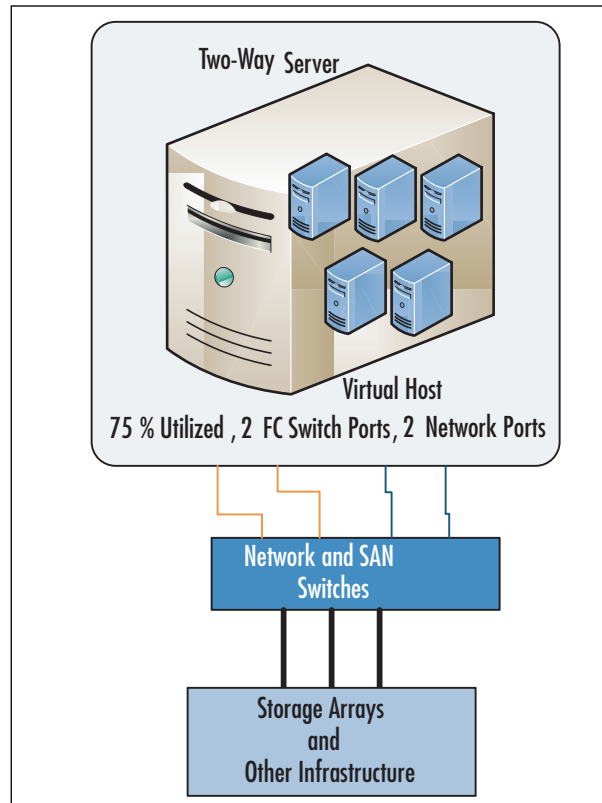 Two-Way Server
Virtual Host
75 % Utilized , 2 FC Switch Ports, 2 Network Ports
Network and SAN
Switches
Storage Arrays
and
Other Infrastructure